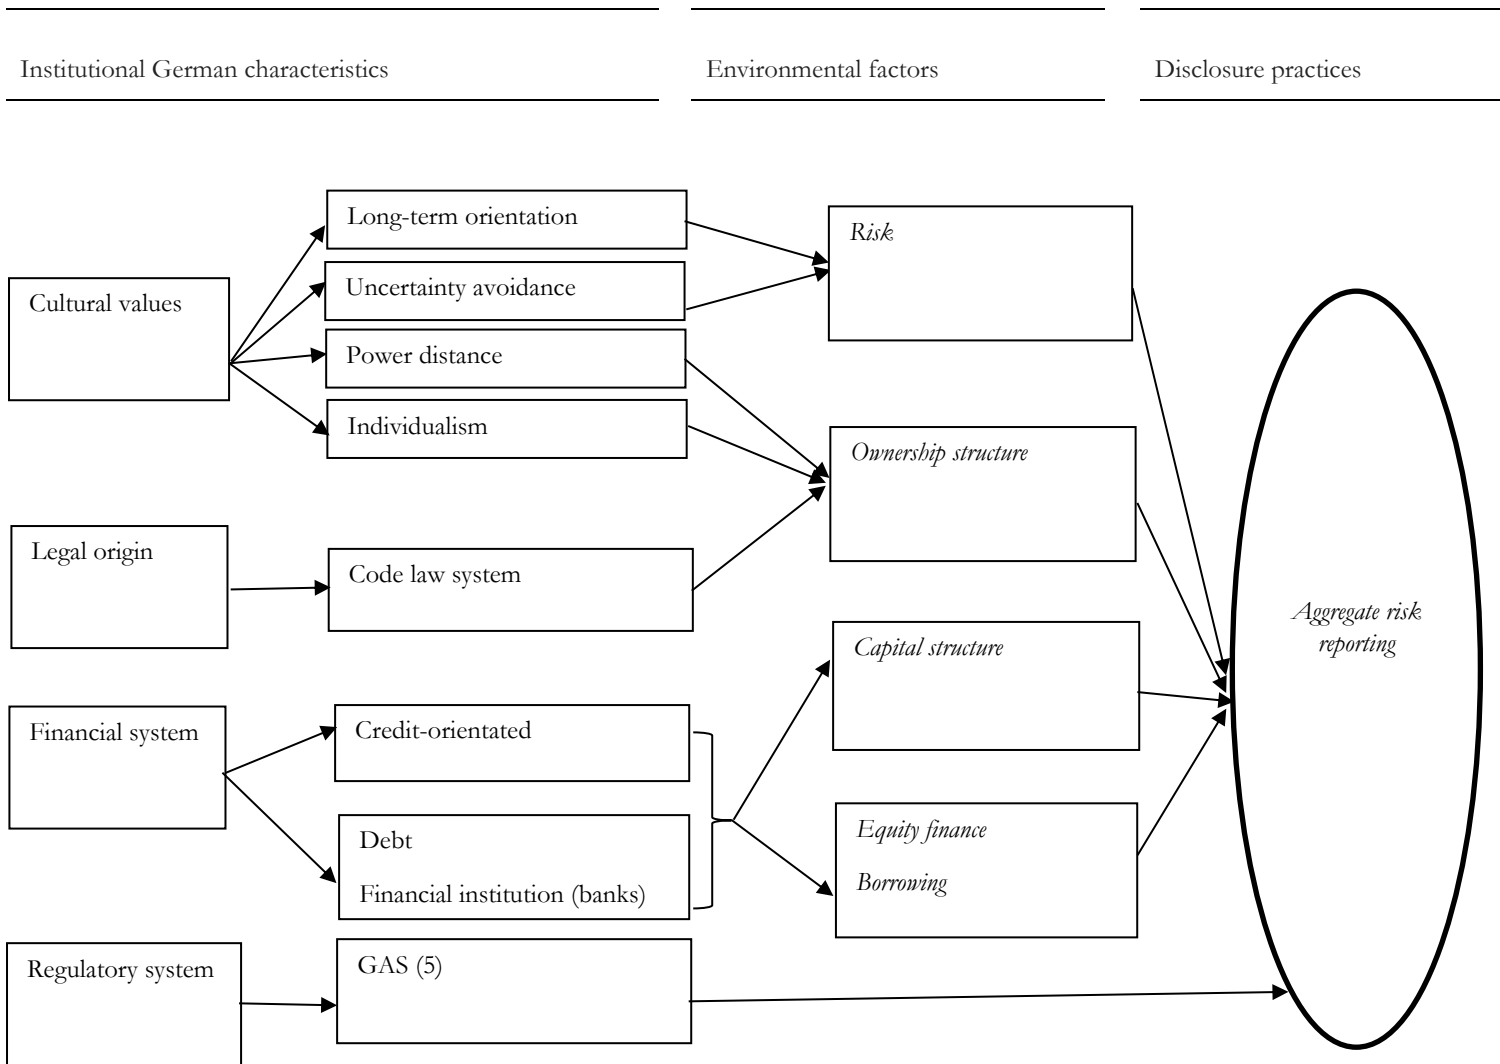 Institutional German characteristics
Environmental factors
Disclosure practices
Cultural values
Long-term orientation
Uncertainty avoidance
Power distance
Individualism
Risk
Ownership structure
Legal origin
Code law system
Aggregate risk
reporting
Capital structure
Financial system
Credit-orientated
Debt
Financial institution (banks)
Equity finance
Borrowing
Regulatory system
GAS (5)